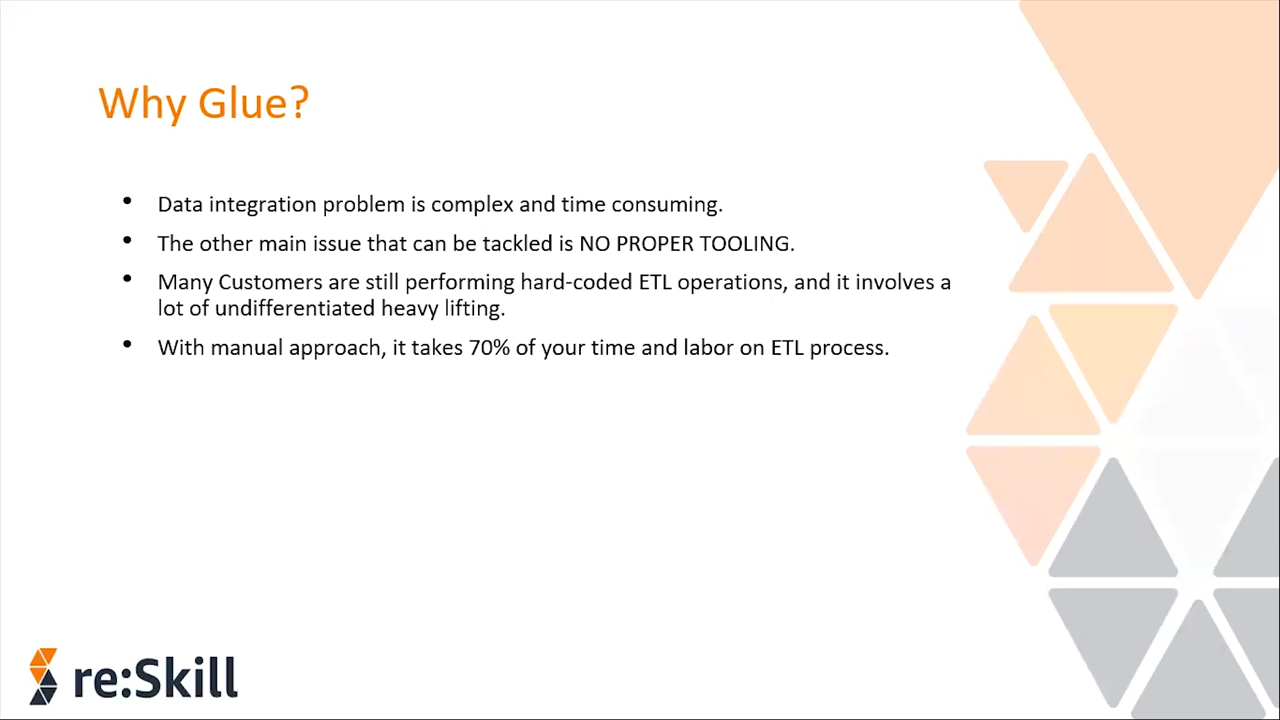 Why Glue?
• Data integration problem is complex and time consuming.
• The other main issue that can be tackled is NO PROPER TOOLING.
• Many Customers are still performing hard-coded ETL operations, and it involves a
lot of undifferentiated heavy lifting.
• With manual approach, it takes 70% of your time and labor on ETL process.
re:Skill